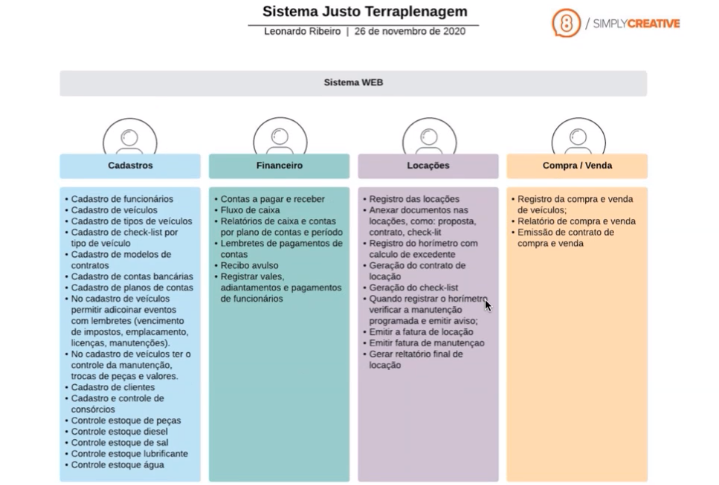 Sistema Justo Terraplenagem
Leonardo Ribeiro | 26 de novembro de 2020
/ SIMPLYCREATIVE
Sistema WEB
Cadastros
• Cadastro de funcionários
• Cadastro de veículos
• Cadastro de tipos de veículos
• Cadastro de check-list por
tipo de veículo
• Cadastro de modelos de
contratos
• Cadastro de contas bancárias
• Cadastro de planos de contas
• No cadastro de veículos
permitir adicoinar eventos
com lembretes (vencimento
de impostos, emplacamento,
licenças, manutenções).
• No cadastro de veículos ter o
controle da manutenção,
trocas de peças e valores.
• Cadastro de clientes
• Cadastro e controle de
consórcios
• Controle estoque de peças
• Controle estoque diesel
• Controle estoque de sal
• Controle estoque lubrificante
• Controle estoque água
Financeiro
• Contas a pagar e receber
• Fluxo de caixa
• Relatórios de caixa e contas
por plano de contas e período
• Lembretes de pagamentos de
contas
• Recibo avulso
• Registrar vales,
adiantamentos e pagamentos
de funcionários
Locações
• Registro das locações
• Anexar documentos nas
locações, como: proposta,
contrato, check-lit
• Registro do horímetro com
calculo de excedente
• Geração do contrato de
locação
• Geração do check-list
• Quando registrar o horímetro
verificar a manutenção
programada e emitir aviso;
• Emitir a fatura de locação
• Emitir fatura de manutençao
• Gerar reltatório final de
locação
Compra / Venda
• Registro da compra e venda
de veículos;
• Relatório de compra e venda
• Emissão de contrato de
compra e venda